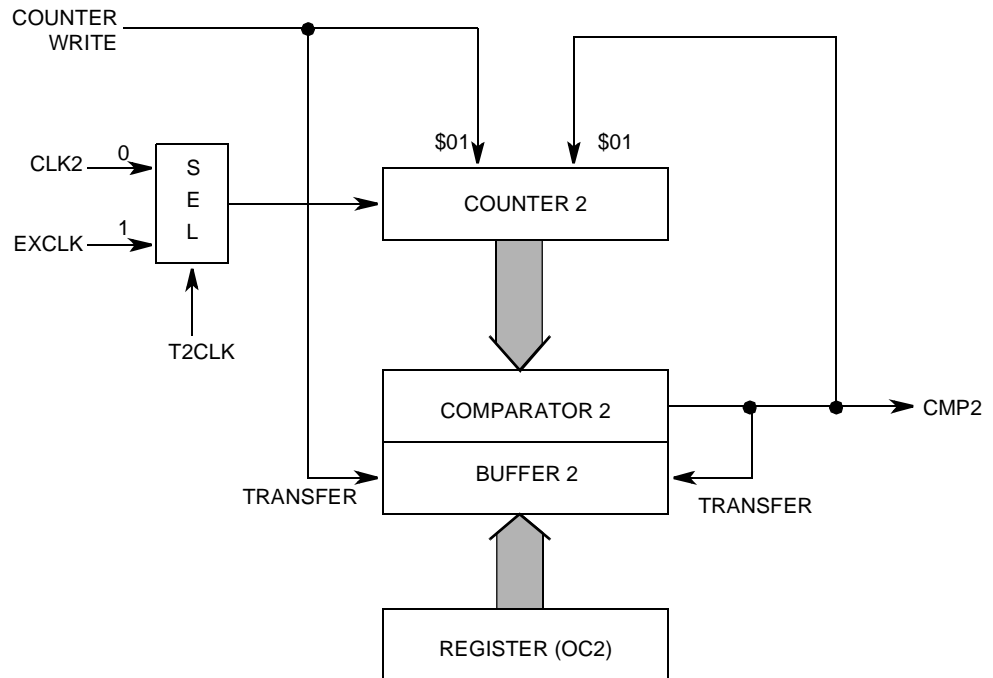 COUNTER
WRITE
$01
$01
0
CLK2
S
E
L
COUNTER 2
1
EXCLK
T2CLK
COMPARATOR 2
CMP2
BUFFER 2
TRANSFER
TRANSFER
REGISTER (OC2)